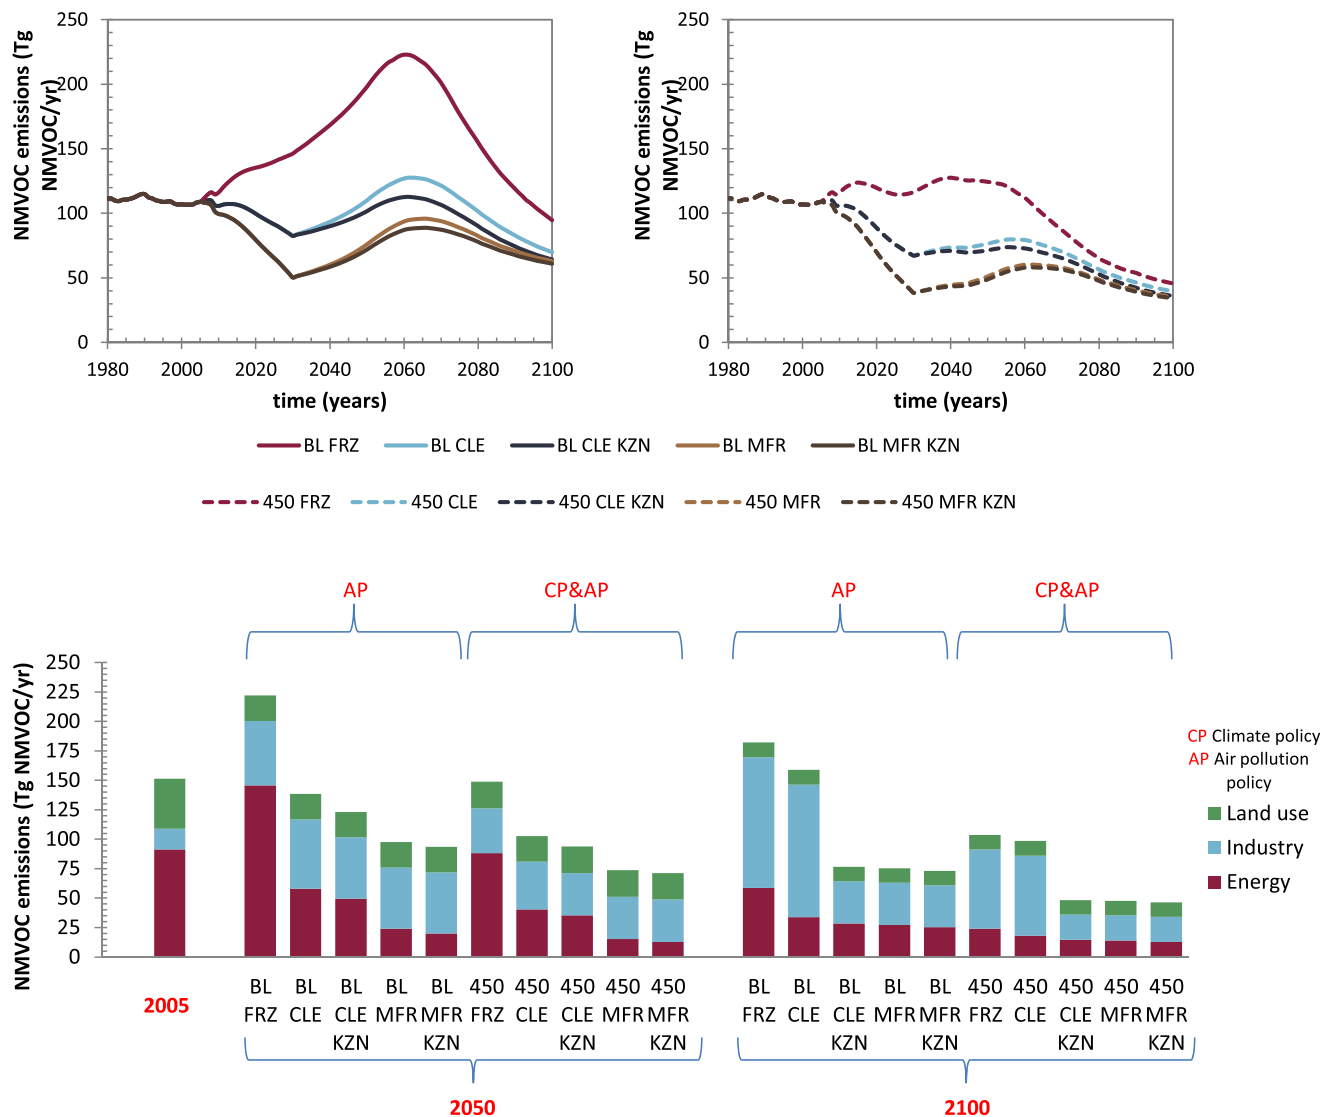 NMVOC emissions (Tg
NMVOC/yr)
250
200
150
100
50
0
1980 2000 2020 2040 2060 2080 2100
time (years)
NMVOC emissions (Tg
NMVOC/yr)
250
200
150
100
50
0
1980 2000 2020 2040 2060 2080 2100
time (years)
BL FRZ BL CLE BL CLE KZN BL MFR BL MFR KZN
450 FRZ 450 CLE 450 CLE KZN 450 MFR 450 MFR KZN
AP CP&AP AP CP&AP
NMVOC emissions (Tg NMVOC/yr)
250
225
200
175
150
125
100
75
50
25
0
CP Climate policy
AP Air pollution
policy
Land use
Industry
Energy
BL BL BL BL BL 450 450 450 450 450 BL BL BL BL BL 450 450 450 450 450
2005 FRZ CLE CLE MFR MFR FRZ CLE CLE MFR MFR FRZ CLE CLE MFR MFR FRZ CLE CLE MFR MFR
KZN KZN KZN KZN KZN KZN KZN KZN
2050 2100